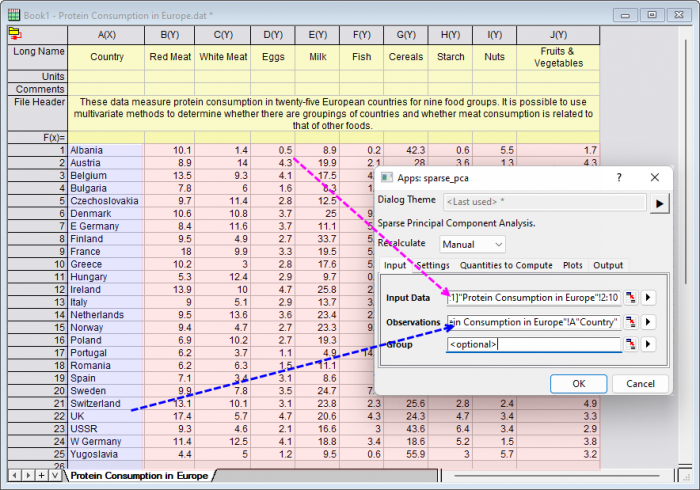 Book1 - Protein Consumption in Europe.dat *
A(X) B(Y) C(Y) D(Y) E(Y) F(Y) G(Y) H(Y) I(Y) J(Y)
Long Name Country Red Meat White Meat Eggs Milk Fish Cereals Starch Nuts Fruits &
Vegetables
Units
Comments
File Header These data measure protein consumption in twenty-five European countries for nine food groups. It is possible to use
multivariate methods to determine whether there are groupings of countries and whether meat consumption is related to
that of other foods.
F(x)=
1 Albania 10.1 1.4 0.5 8.9 0.2 42.3 0.6 5.5 1.7
2 Austria 8.9 14 4.3 19.9 2.1 28 3.6 1.3 4.3
3 Belgium 13.5 9.3 4.1 17.5 4.
4 Bulgaria 7.8 6 1.6 8.3 1.
5 Czechoslovakia 9.7 11.4 2.8 12.5
6 Denmark 10.6 10.8 3.7 25 9.
7 E Germany 8.4 11.6 3.7 11.1 5.
8 Finland 9.5 4.9 2.7 33.7 5.
9 France 18 9.9 3.3 19.5 5.
10 Greece 10.2 3 2.8 17.6 5.
11 Hungary 5.3 12.4 2.9 9.7 0.
12 Ireland 13.9 10 4.7 25.8 2.
13 Italy 9 5.1 2.9 13.7 3.
14 Netherlands 9.5 13.6 3.6 23.4 2.
15 Norway 9.4 4.7 2.7 23.3 9.
16 Poland 6.9 10.2 2.7 19.3
17 Portugal 6.2 3.7 1.1 4.9 14.
18 Romania 6.2 6.3 1.5 11.1
19 Spain 7.1 3.4 3.1 8.6
20 Sweden 9.9 7.8 3.5 24.7 7.
21 Switzerland 13.1 10.1 3.1 23.8 2.3 25.6 2.8 2.4 4.9
22 UK 17.4 5.7 4.7 20.6 4.3 24.3 4.7 3.4 3.3
23 USSR 9.3 4.6 2.1 16.6 3 43.6 6.4 3.4 2.9
24 W Germany 11.4 12.5 4.1 18.8 3.4 18.6 5.2 1.5 3.8
25 Yugoslavia 4.4 5 1.2 9.5 0.6 55.9 3 5.7 3.2
26
Protein Consumption in Europe
Apps: sparse_pca ?
Dialog Theme <Last used> *
Sparse Principal Component Analysis.
Recalculate Manual
Input Settings Quantities to Compute Plots Output
Input Data 1]"Protein Consumption in Europe"!2:10
Observations in Consumption in Europe"!A"Country"
Group <optional>
OK Cancel